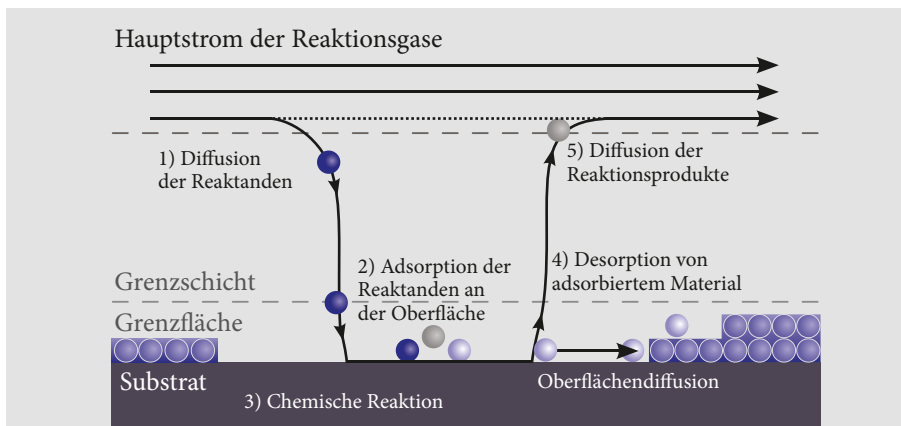 Hauptstrom der Reaktionsgase
1) Diffusion
der Reaktanden
5) Diffusion der
Reaktionsprodukte
2) Adsorption der
Reaktanden an
der Oberfläche
4) Desorption von
adsorbiertem Material
Grenzschicht
Grenzfläche
Substrat
3) Chemische Reaktion
Oberflächendiffusion